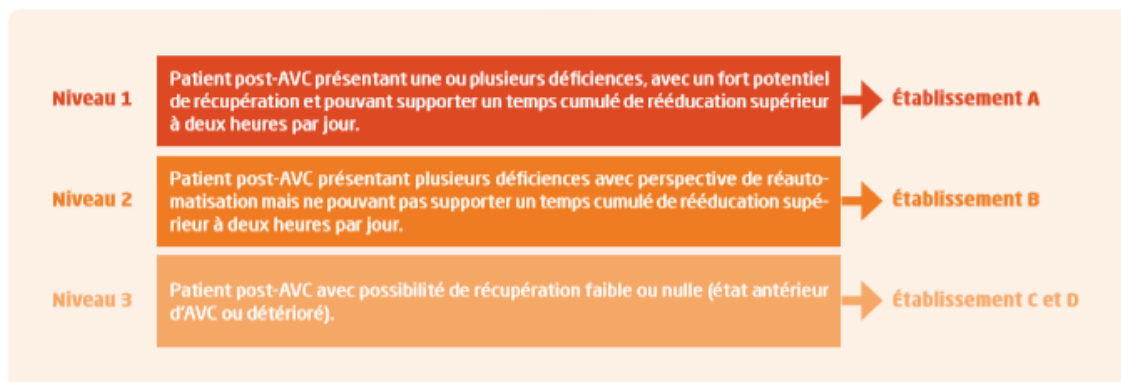 Niveau 1
Patient post-AVC présentant une ou plusieurs déficiences, avec un fort potentiel
de récupération et pouvant supporter un temps cumulé de rééducation supérieur
à deux heures par jour.
Établissement A
Niveau 2
Patient post-AVC présentant plusieurs déficiences avec perspective de réauto-
matisation mais ne pouvant pas supporter un temps cumulé de rééducation supé-
rieur à deux heures par jour.
Établissement B
Niveau 3
Patient post-AVC avec possibilité de récupération faible ou nulle (état antérieur
d'AVC ou détérioré).
Établissement C et D